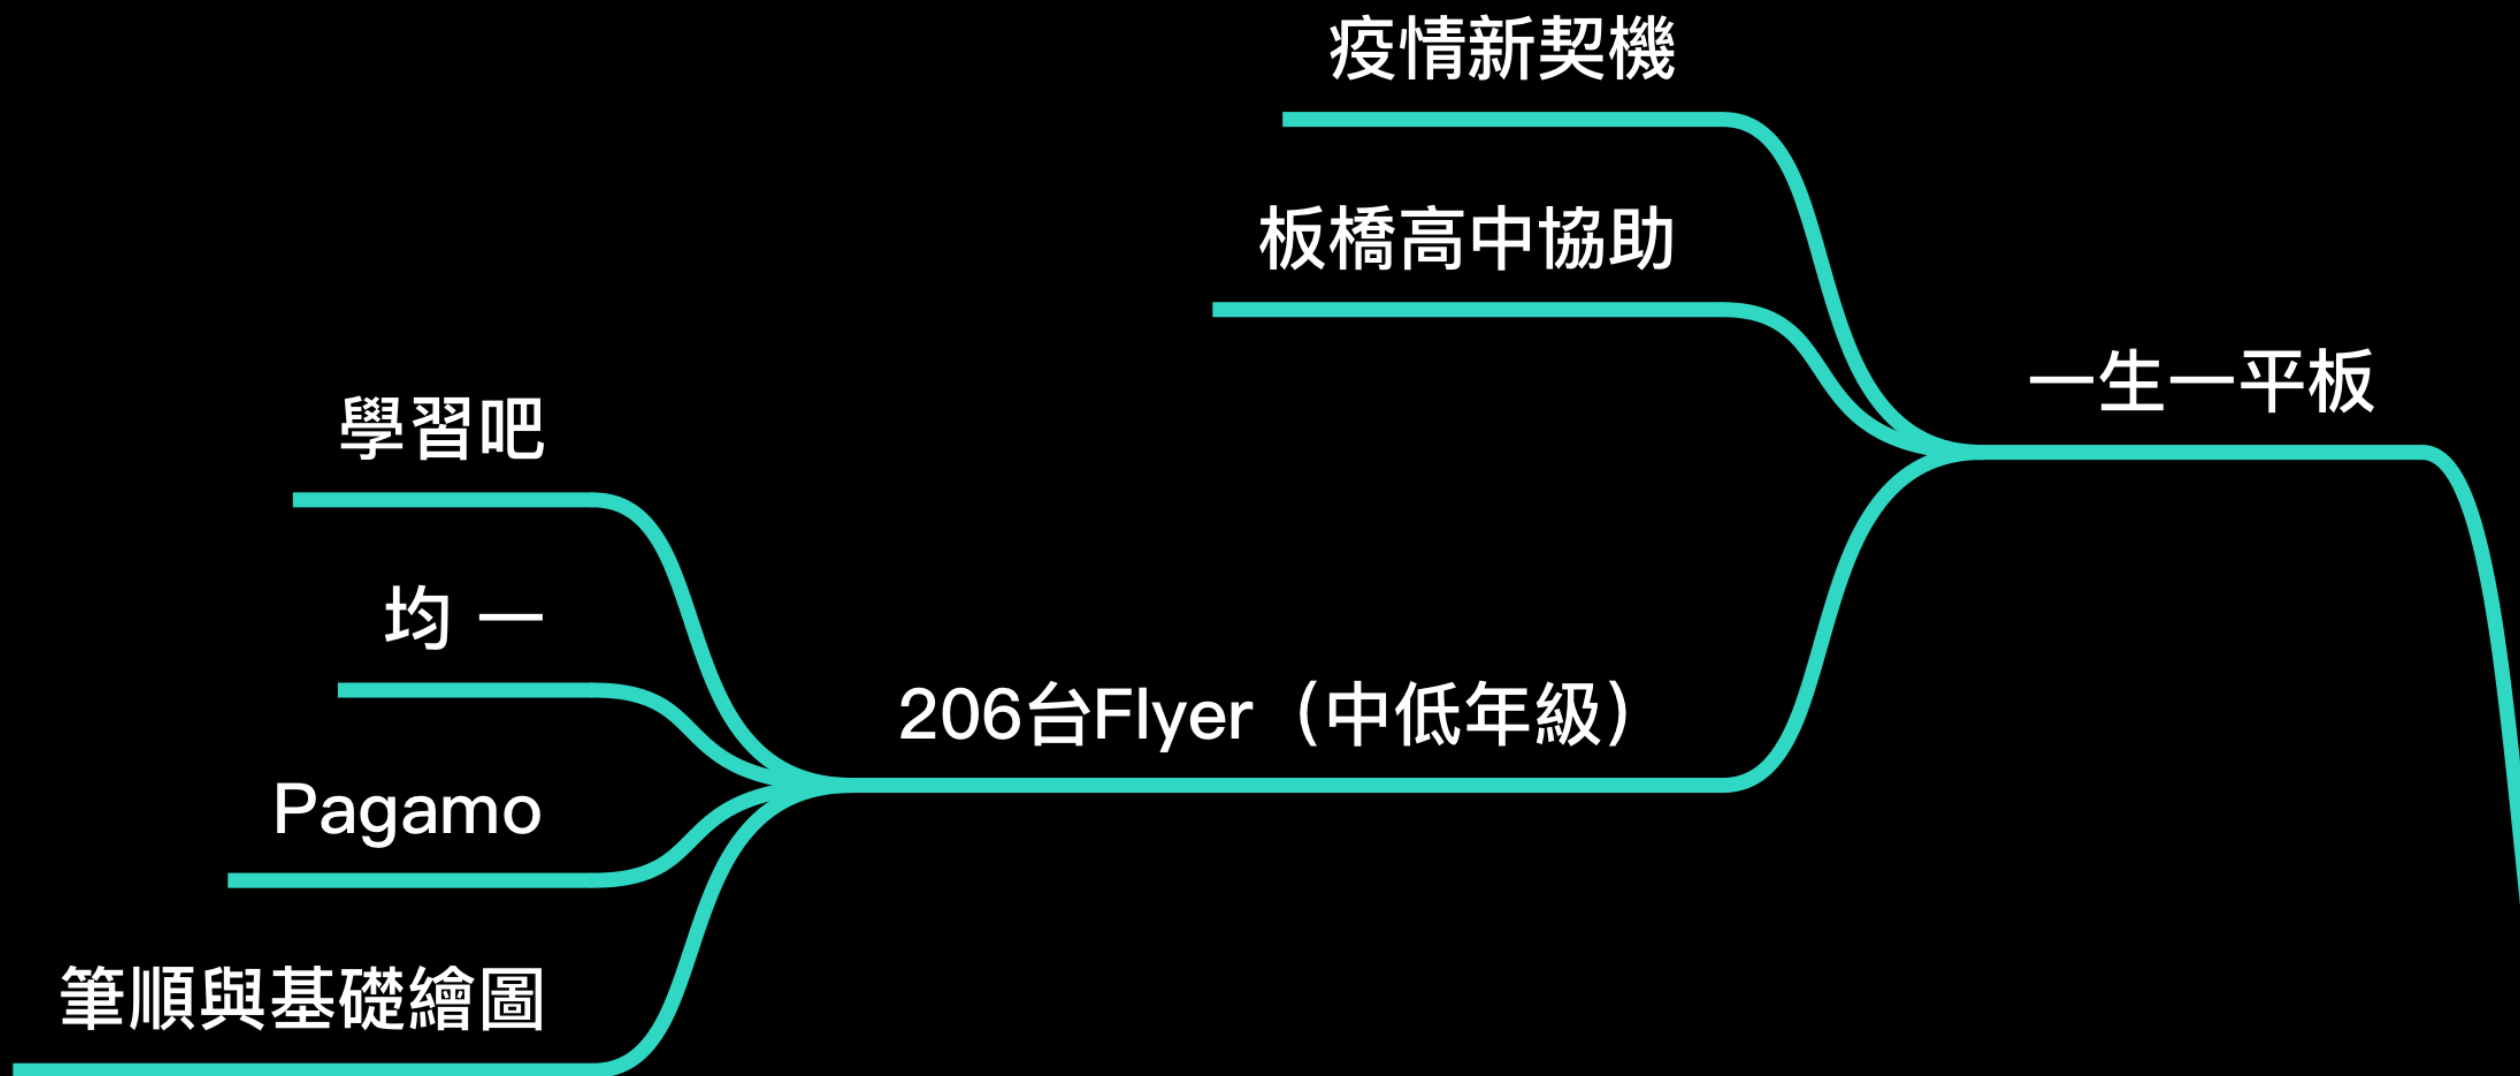 疫情新契機
板橋高中協助
一生一平板
學習吧
均 一
206台Flyer（中低年級）
Pagamo
筆順與基礎繪圖